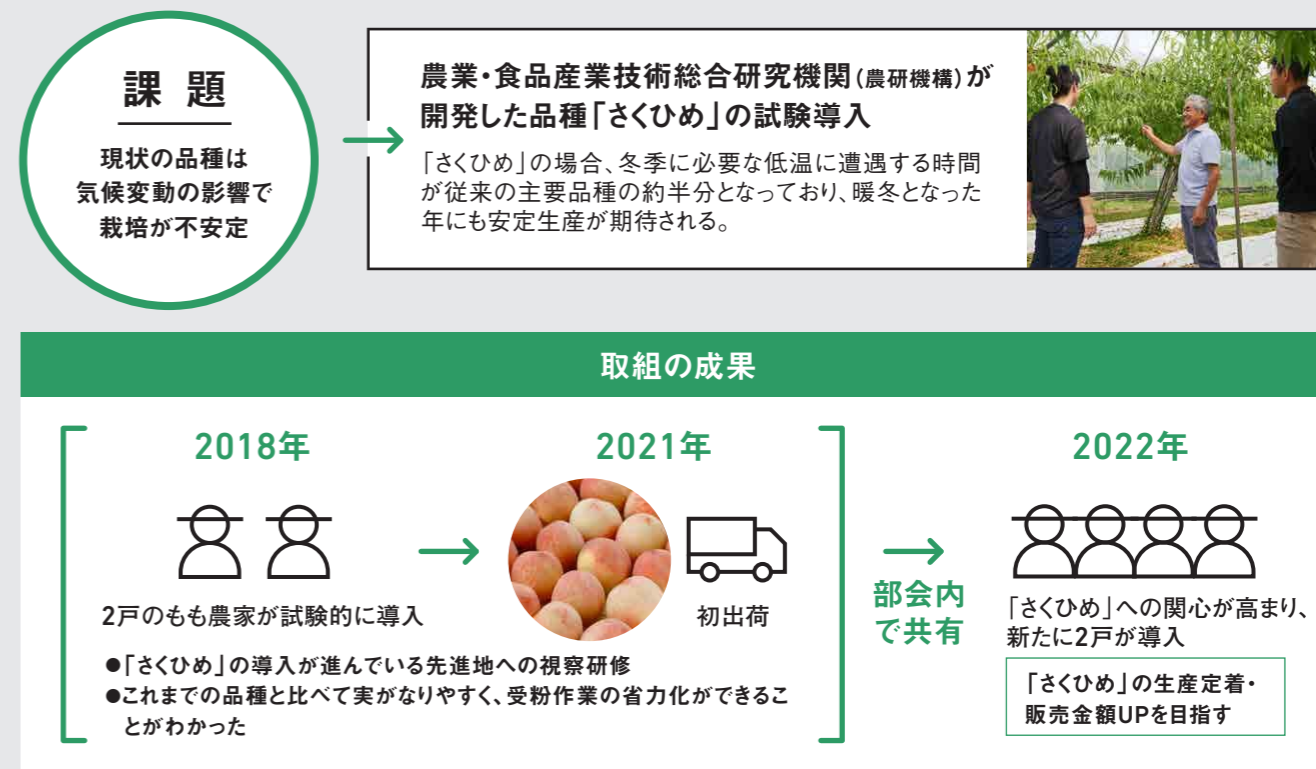 課題
現状の品種は
気候変動の影響で
栽培が不安定
農業・食品産業技術総合研究機関(農研機構)が
開発した品種「さくひめ」の試験導入
「さくひめ」の場合、冬季に必要な低温に遭遇する時間
が従来の主要品種の約半分となっており、暖冬となった
年にも安定生産が期待される。
取組の成果
2018年
2戸のもも農家が試験的に導入
2021年
初出荷
●「さくひめ」の導入が進んでいる先進地への視察研修
●これまでの品種と比べて実がなりやすく、受粉作業の省力化ができるこ
とがわかった
部会内
で共有
2022年
「さくひめ」への関心が高まり、
新たに2戸が導入
「さくひめ」の生産定着・
販売金額UPを目指す